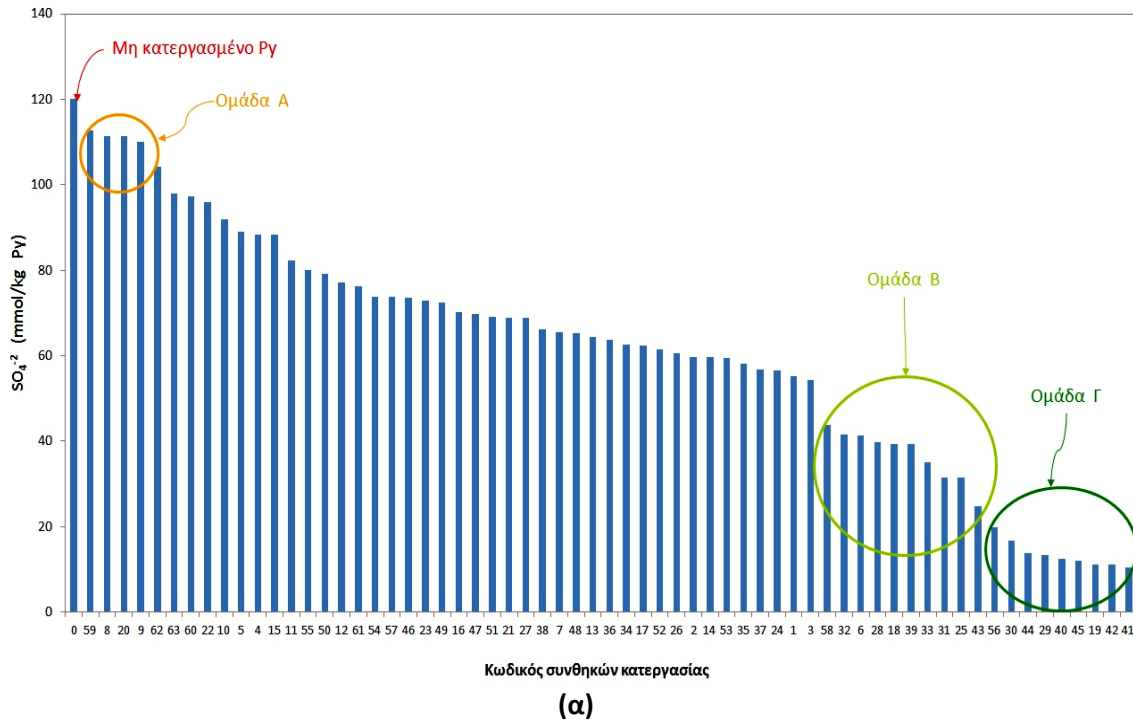 140
120
100
80
60
40
20
0
SO₄⁻² (mmol/kg Py)
Μη κατεργασμένο Py
Ομάδα Α
Ομάδα Β
Ομάδα Γ
0 59 8 20 9 62 63 60 22 10 5 4 15 11 55 50 12 61 54 57 46 23 49 16 47 51 21 27 38 7 48 13 36 34 17 52 26 2 14 53 35 37 24 1 3 58 32 6 28 18 39 33 31 25 43 56 30 44 29 40 45 19 42 41
Κωδικός συνθηκών κατεργασίας
(α)